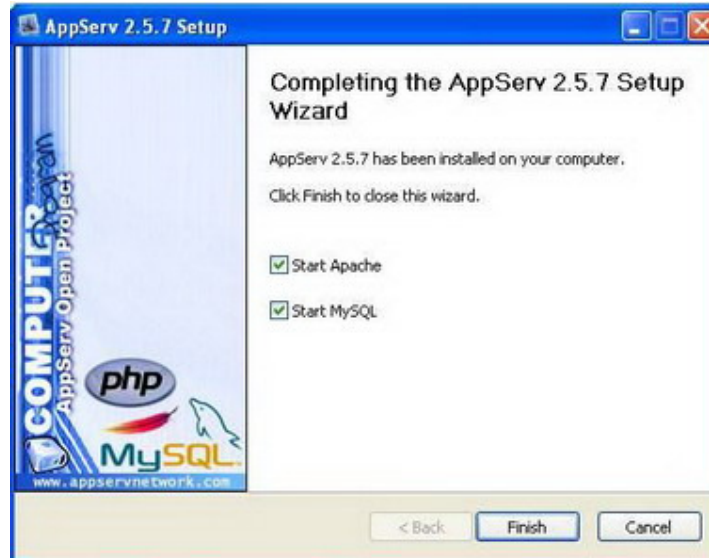 AppServ 2.5.7 Setup
Completing the AppServ 2.5.7 Setup
Wizard
AppServ 2.5.7 has been installed on your computer.
Click Finish to close this wizard.
Start Apache
Start MySQL
COMPUTER
Program
AppServ Open Project
php
MySQL
www.appservnetwork.com
< Back
Finish
Cancel